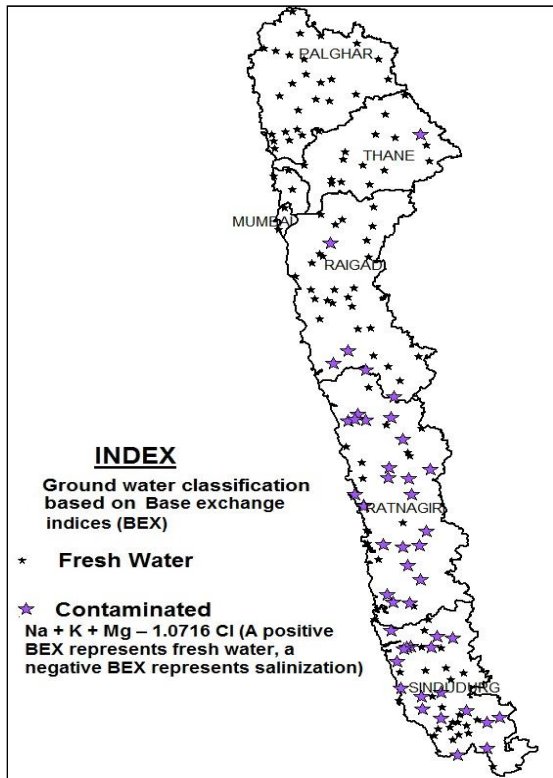 PALGHAR
THANE
MUMBAI
RAIGAD
INDEX
Ground water classification
based on Base exchange
indices (BEX)
RATNAGIRI
Fresh Water
Contaminated
Na + K + Mg – 1.0716 Cl (A positive
BEX represents fresh water, a
negative BEX represents salinization)
SINDUDURG